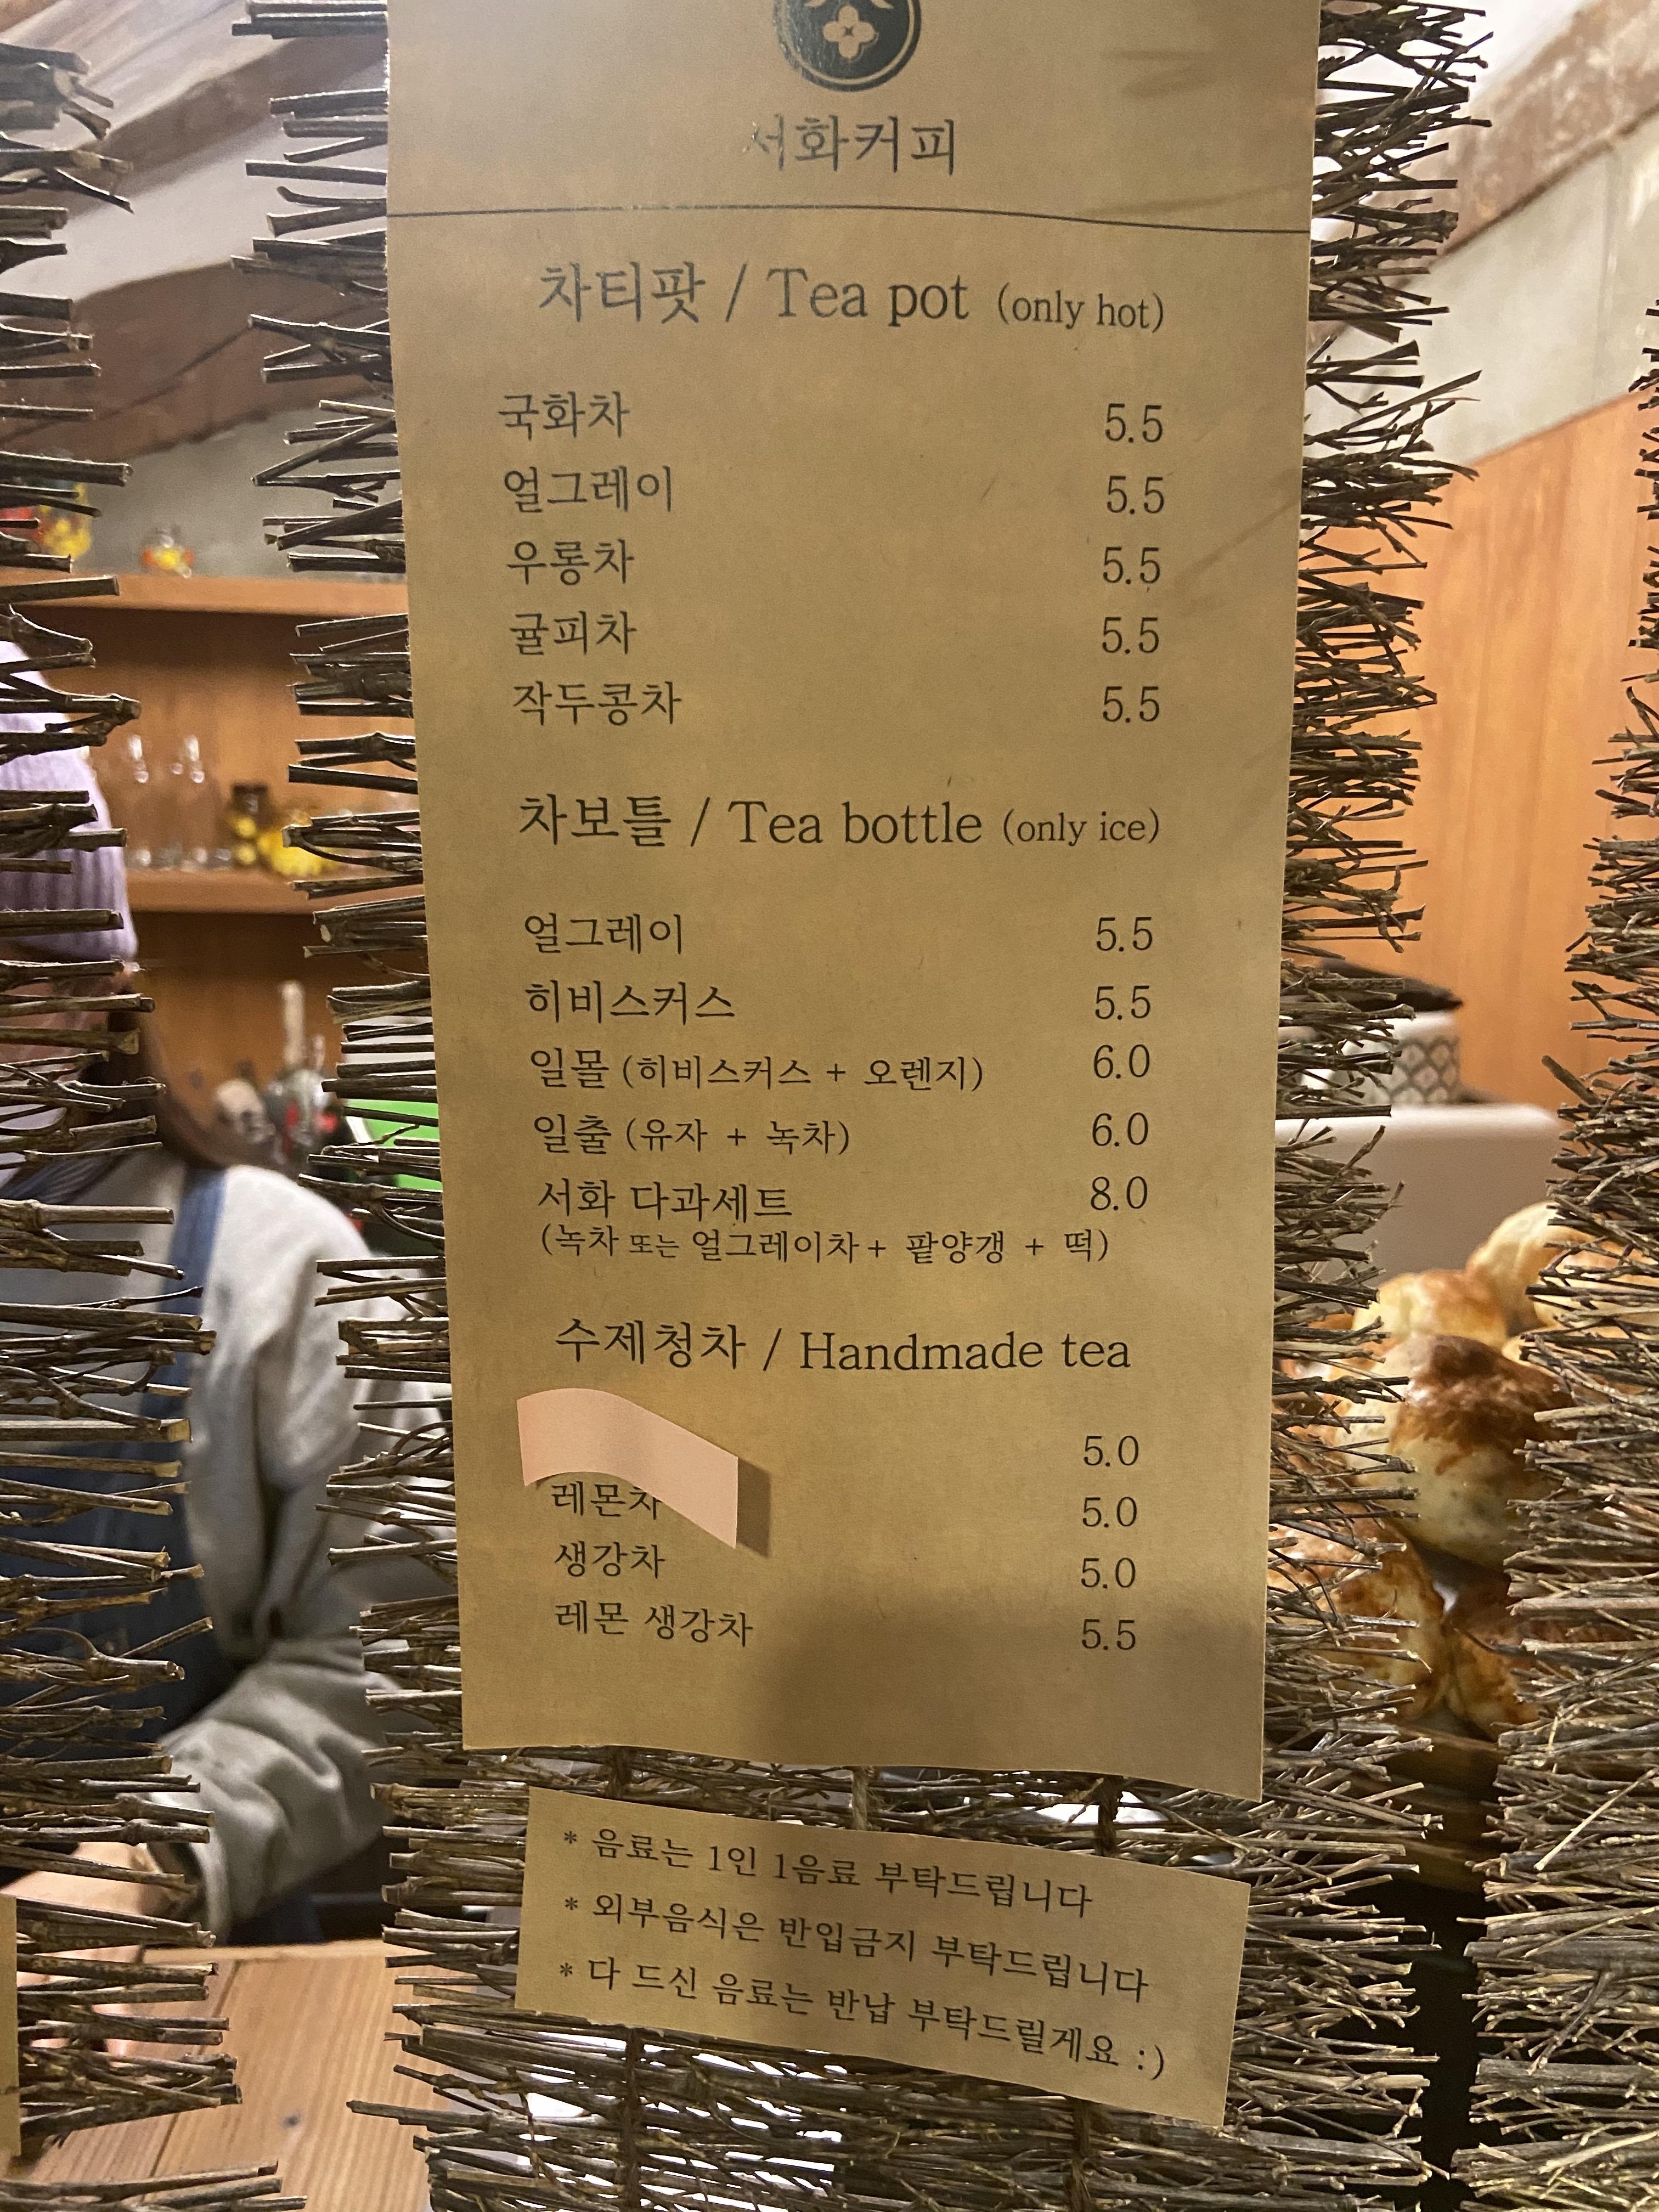 서화커피
차티팟 / Tea pot (only hot)
국화차 5.5
얼그레이 5.5
우롱차 5.5
귤피차 5.5
작두콩차 5.5
차보틀 / Tea bottle (only ice)
얼그레이 5.5
히비스커스 5.5
일몰 (히비스커스 + 오렌지) 6.0
일출 (유자 + 녹차) 6.0
서화 다과세트 8.0
(녹차 또는 얼그레이차+ 팥양갱 + 떡)
수제청차 / Handmade tea
5.0
레몬차 5.0
생강차 5.0
레몬 생강차 5.5
* 음료는 1인 1음료 부탁드립니다
* 외부음식은 반입금지 부탁드립니다
* 다 드신 음료는 반납 부탁드릴게요 :)